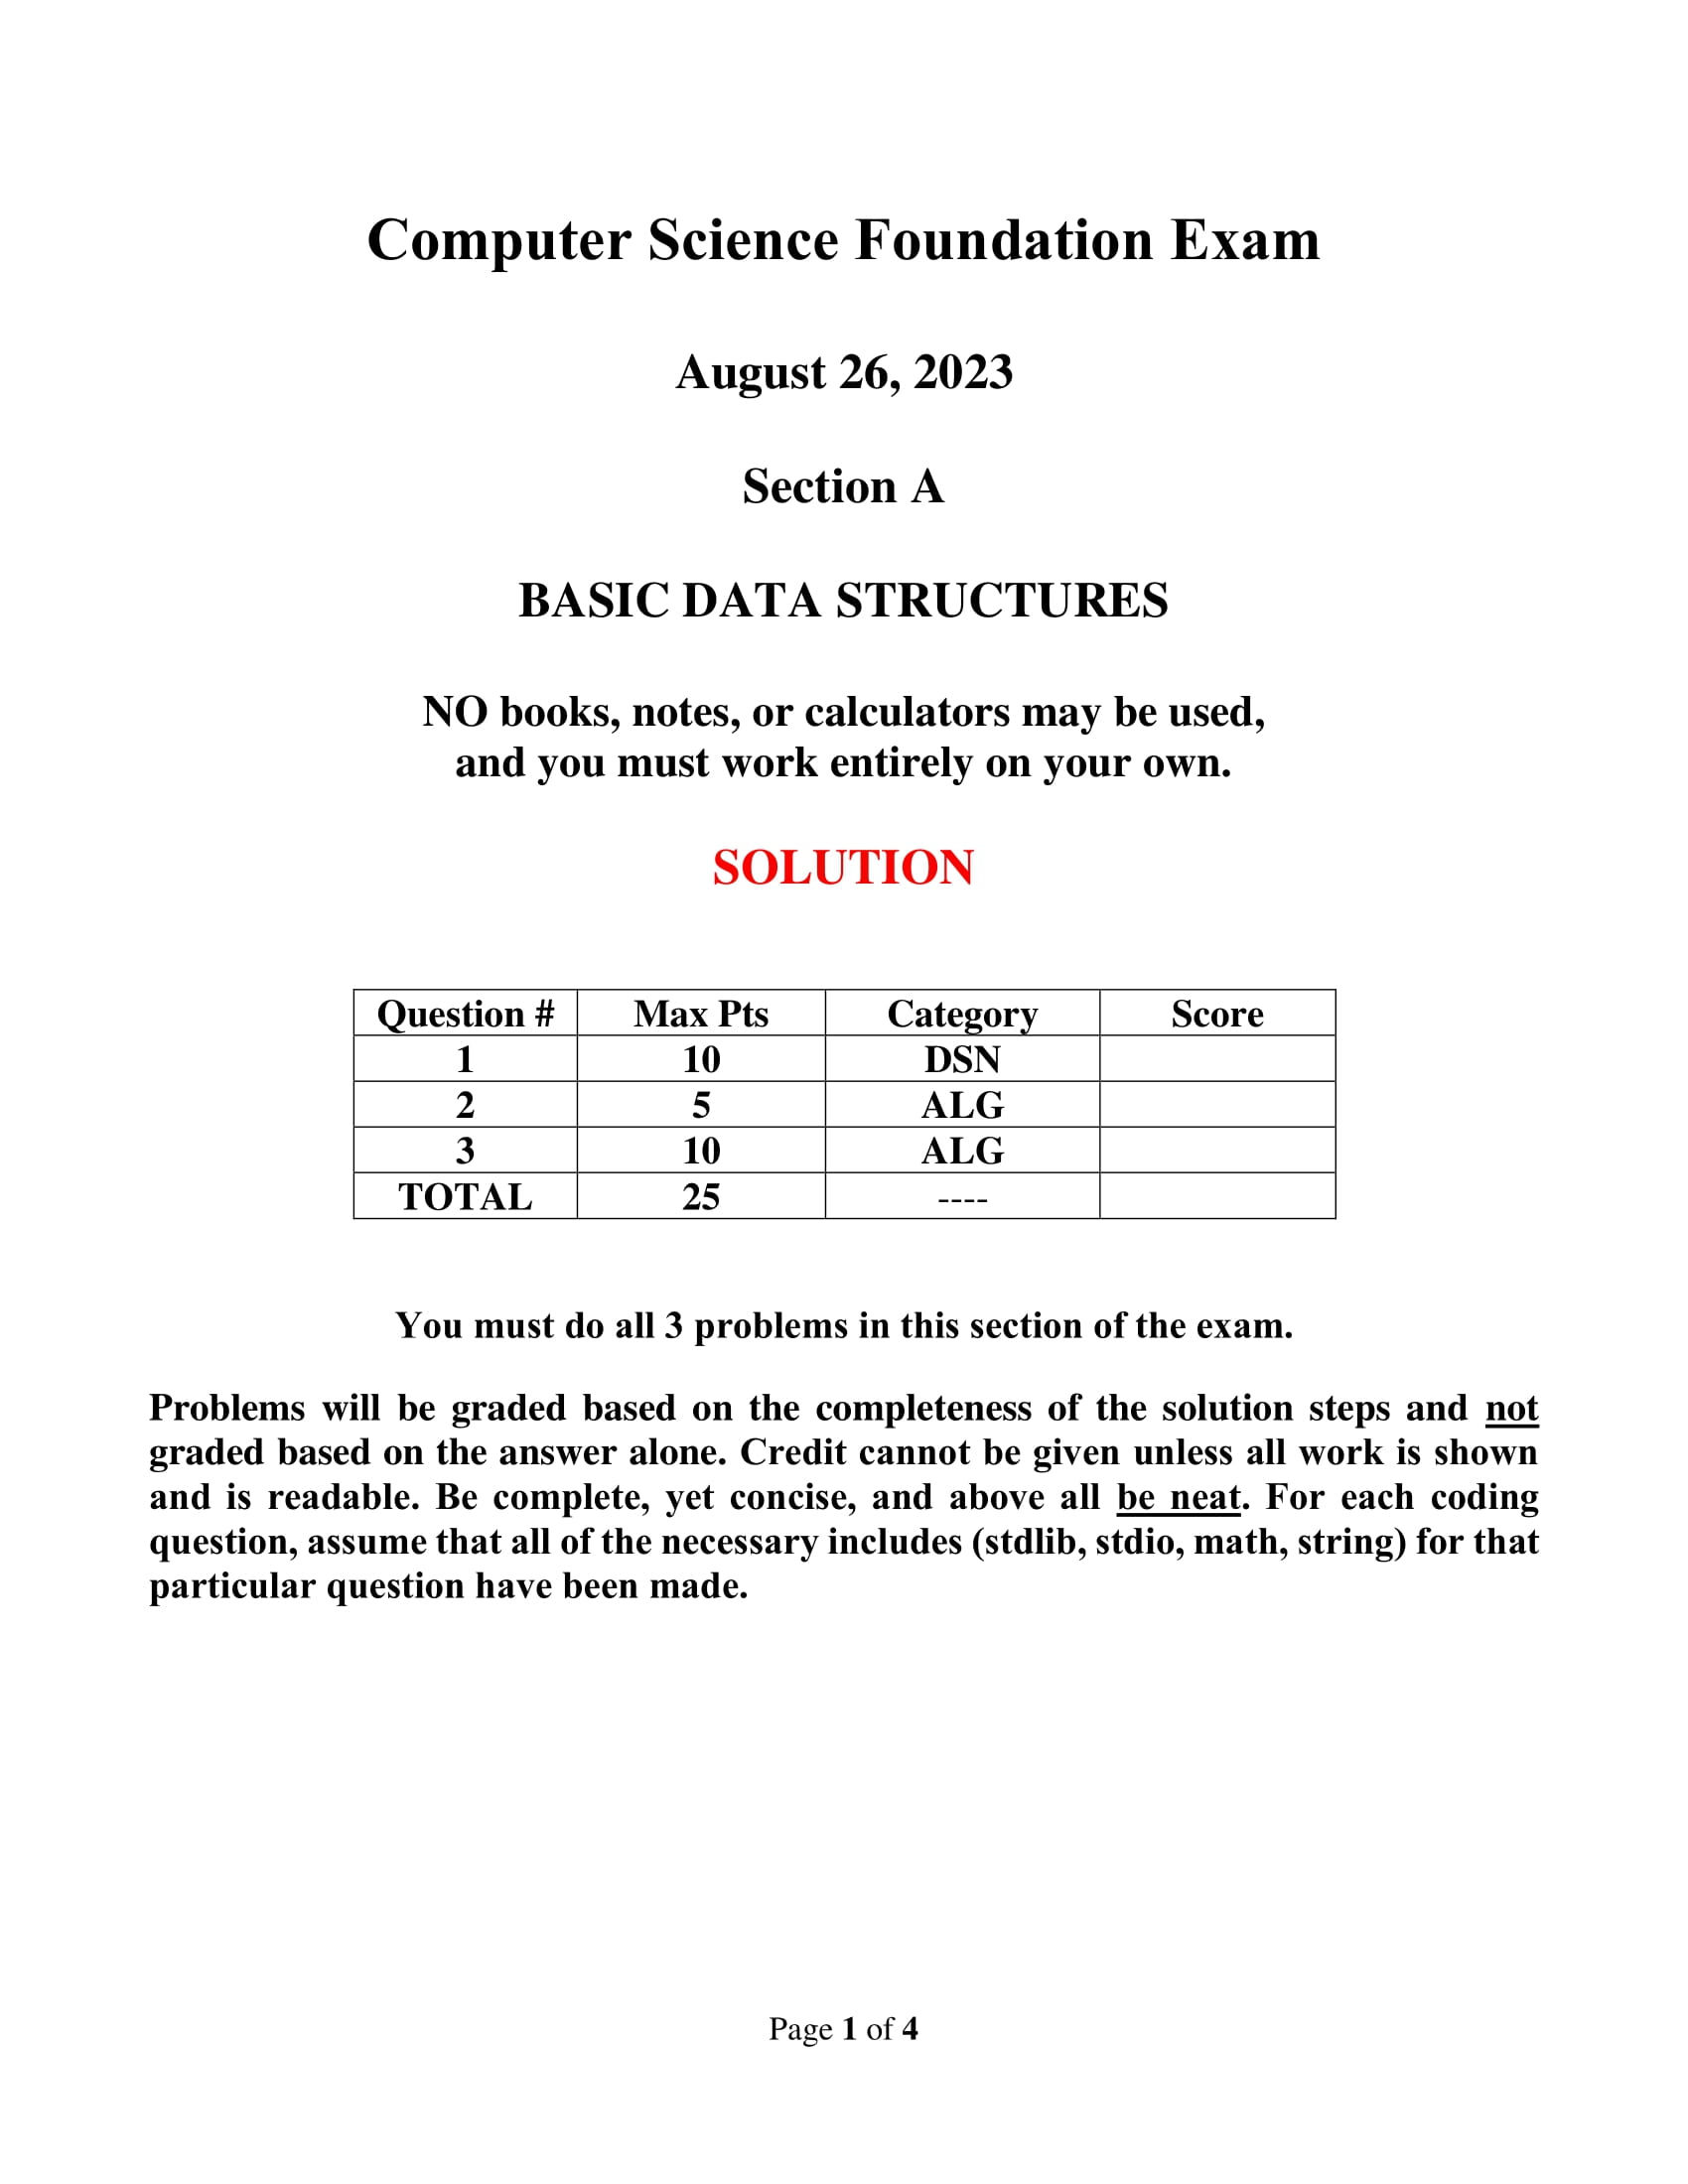 Computer Science Foundation Exam
August 26, 2023
Section A
BASIC DATA STRUCTURES
NO books, notes, or calculators may be used,
and you must work entirely on your own.
SOLUTION
Question # Max Pts Category Score
1 10 DSN
2 5 ALG
3 10 ALG
TOTAL 25 ----
You must do all 3 problems in this section of the exam.
Problems will be graded based on the completeness of the solution steps and not
graded based on the answer alone. Credit cannot be given unless all work is shown
and is readable. Be complete, yet concise, and above all be neat. For each coding
question, assume that all of the necessary includes (stdlib, stdio, math, string) for that
particular question have been made.
Page 1 of 4